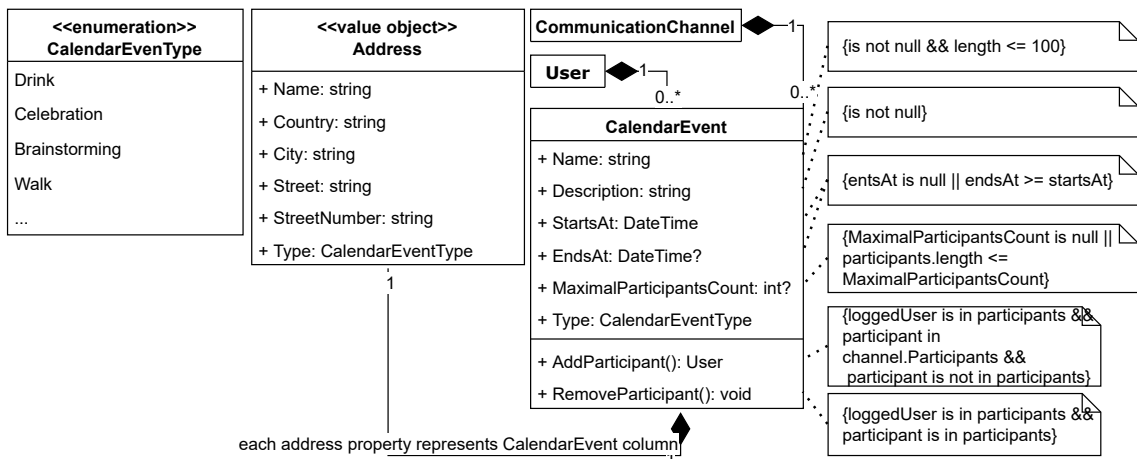 <<enumeration>>
CalendarEvenType
Drink
Celebration
Brainstorming
Walk
...
<<value object>>
Address
+ Name: string
+ Country: string
+ City: string
+ Street: string
+ StreetNumber: string
+ Type: CalendarEventType
1
CommunicationChannel
1
User
1
0..*
0..*
CalendarEvent
+ Name: string
+ Description: string
+ StartsAt: DateTime
+ EndsAt: DateTime?
+ MaximalParticipantsCount: int?
+ Type: CalendarEventType
+ AddParticipant(): User
+ RemoveParticipant(): void
each address property represents CalendarEvent column
{is not null && length <= 100}
{is not null}
{entsAt is null || endsAt >= startsAt}
{MaximalParticipantsCount is null ||
participants.length <=
MaximalParticipantsCount}
{loggedUser is in participants &&
participant in
channel.Participants &&
participant is not in participants}
{loggedUser is in participants &&
participant is in participants}